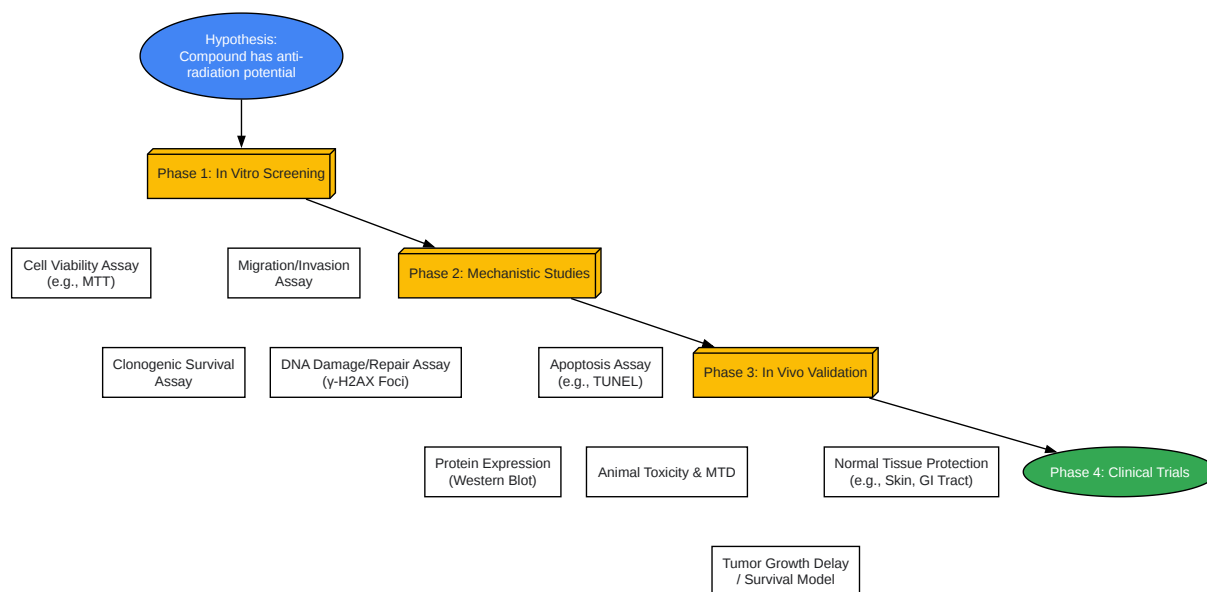 Hypothesis:
Compound has anti-
radiation potential
Phase 1: In Vitro Screening
Cell Viability Assay
(e.g., MTT)
Migration/Invasion
Assay
Phase 2: Mechanistic Studies
Clonogenic Survival
Assay
DNA Damage/Repair Assay
(γ-H2AX Foci)
Apoptosis Assay
(e.g., TUNEL)
Phase 3: In Vivo Validation
Protein Expression
(Western Blot)
Animal Toxicity & MTD
Normal Tissue Protection
(e.g., Skin, GI Tract)
Phase 4: Clinical Trials
Tumor Growth Delay
/ Survival Model